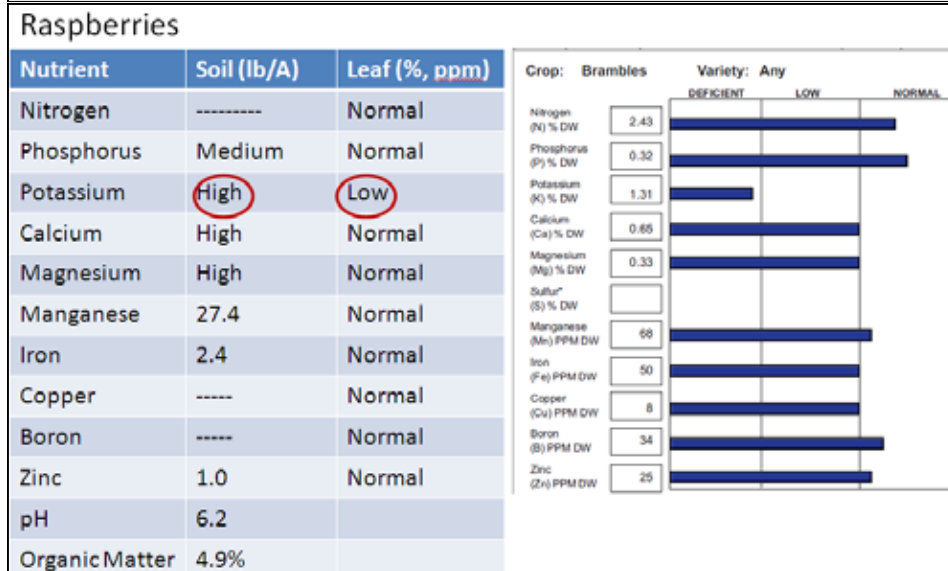 Raspberries
Nutrient Soil (lb/A) Leaf (%, ppm)
Nitrogen --------- Normal
Phosphorus Medium Normal
Potassium High Low
Calcium High Normal
Magnesium High Normal
Manganese 27.4 Normal
Iron 2.4 Normal
Copper ----- Normal
Boron ----- Normal
Zinc 1.0 Normal
pH 6.2
Organic Matter 4.9%
Crop: Brambles Variety: Any
DEFICIENT LOW NORMAL
Nitrogen
(N) % DW 2.43
Phosphorus
(P) % DW 0.32
Potassium
(K) % DW 1.31
Calcium
(Ca) % DW 0.65
Magnesium
(Mg) % DW 0.33
Sulfur*
(S) % DW
Manganese
(Mn) PPM DW 68
Iron
(Fe) PPM DW 50
Copper
(Cu) PPM DW 8
Boron
(B) PPM DW 34
Zinc
(Zn) PPM DW 25